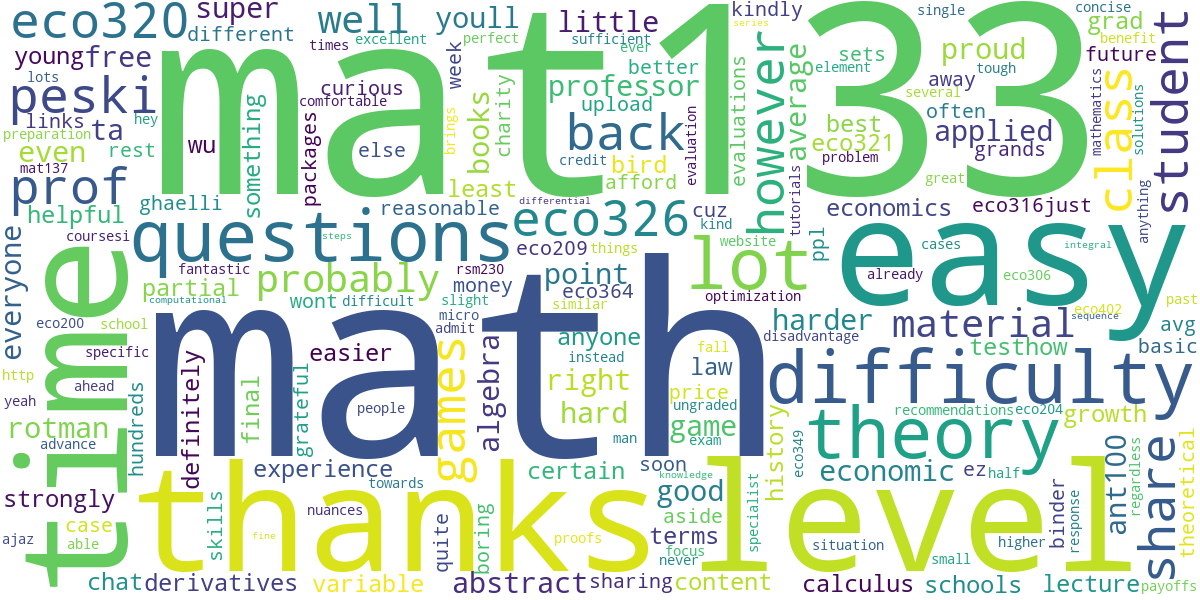 eco320
super
well
youll
little
kindly
single
concise
grad
student
different
mat133
series
young
free
times
excellent
perfect
sufficient
ever
however
proud
benefit
future
lots
week
better
sets
element
tough
peski
curious
professor
average
away
class
mathematics
solutions
links
ta
hey
comfortable
charity
books
upload
evaluations
several
often
preparation
something
packages
brings
back
best
applied
even
rest
wu
else
credit
bird
evaluation
eco321
problem
grands
mat137
prof
least
afford
great
helpful
ghaelli
reasonable
differential
eco326
cuz
kind
tutorials
economics
eco316just
anything
everyone
coursesi
questions
steps
eco209
things
lot
website
ppl
easy
cases
integral
time
fantastic
probably
rsm230
point
already
eco306
partial
money
computational
wont
difficult
slight
eco364
similar
optimization
past
eco200
school
micro
admit
anyone
disadvantage
harder
material
eco402
sequence
avg
math
specific
easier
instead
law
testhow
basic
http
ahead
definitely
games
algebra
right
price
fall
difficulty
yeah
final
grateful
people
hard
ungraded
game
history
theory
recommendations
eco204
growth
rotman
advance
hundreds
man
exam
eco349
strongly
experience
towards
certain
soon
knowledge
economic
ez
half
ant100
share
regardless
theoretical
thanks
level
case
skills
nuances
good
specialist
binder
response
ajaz
able
fine
quite
boring
proofs
aside
terms
focus
never
situation
higher
small
chat
derivatives
variable
abstract
sharing
content
calculus
schools
lecture
payoffs